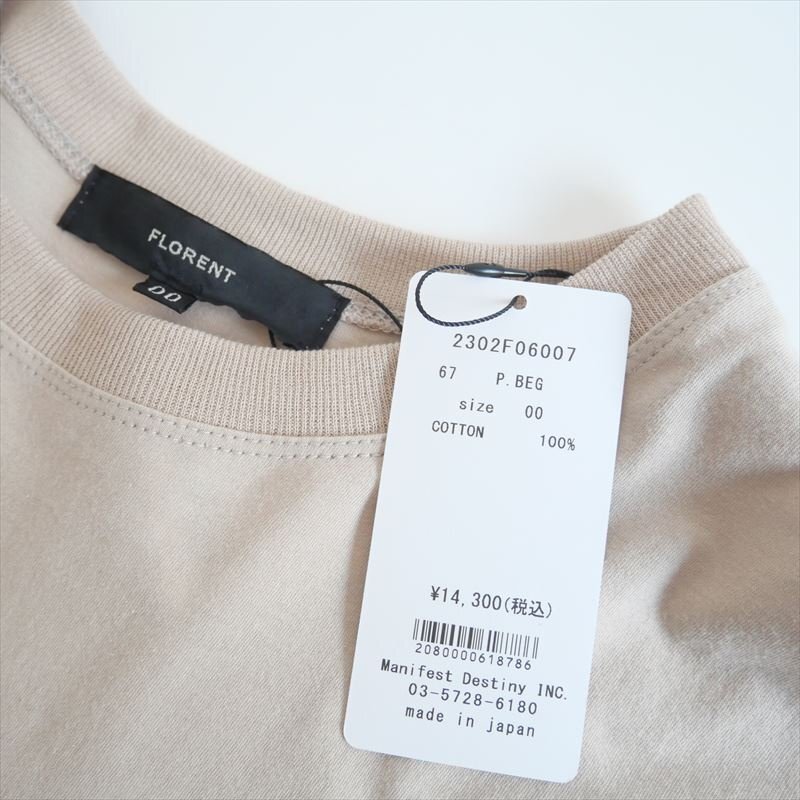 FLORENT
00
2302F06007
67 P.BEG
size 00
COTTON 100%
¥14,300(税込)
2080000618786
Manifest Destiny INC.
03-5728-6180
made in japan